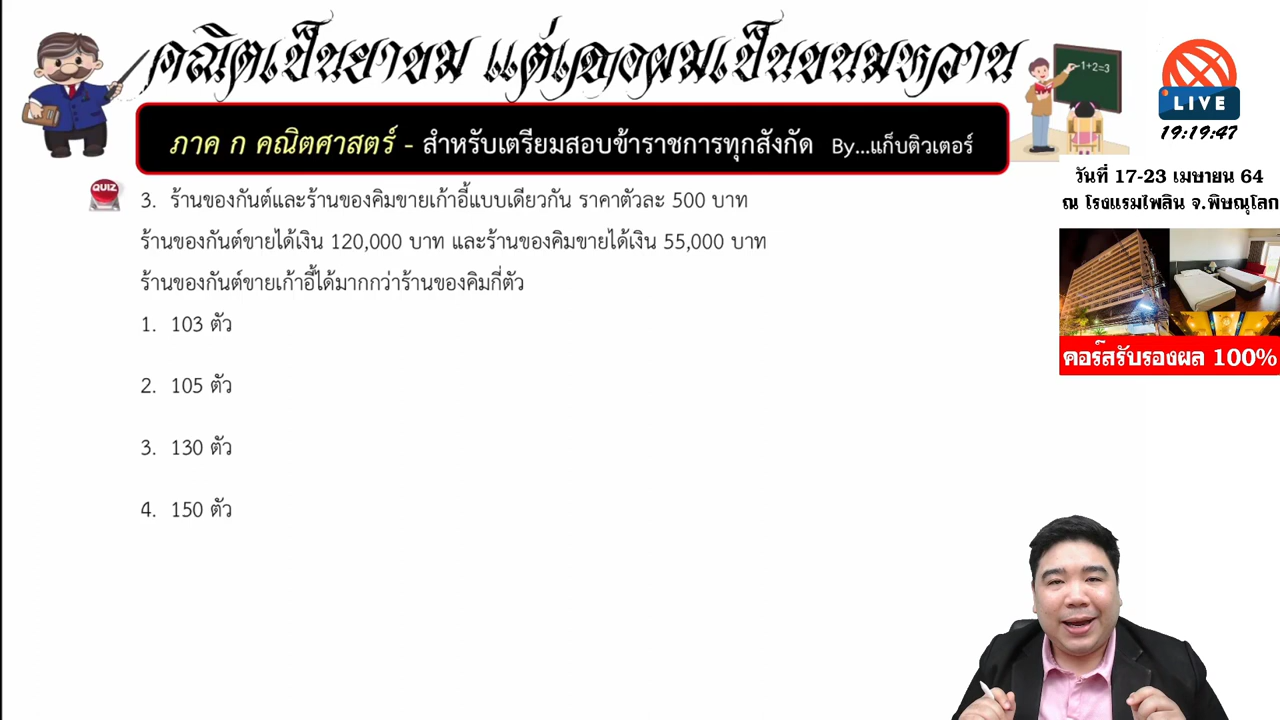 คณิตเป็นยาขม แต่เจอผมเป็นขนมหวาน
ภาค ก คณิตศาสตร์ - สำหรับเตรียมสอบข้าราชการทุกสังกัด By...แก็บติวเตอร์
-1+2=3
LIVE
19:19:47
วันที่ 17-23 เมษายน 64
ณ โรงแรมไพลิน จ.พิษณุโลก
คอร์สรับรองผล 100%
QUIZ
3. ร้านของกันต์และร้านของคิมขายเก้าอี้แบบเดียวกัน ราคาตัวละ 500 บาท
ร้านของกันต์ขายได้เงิน 120,000 บาท และร้านของคิมขายได้เงิน 55,000 บาท
ร้านของกันต์ขายเก้าอี้ได้มากกว่าร้านของคิมกี่ตัว
1. 103 ตัว
2. 105 ตัว
3. 130 ตัว
4. 150 ตัว